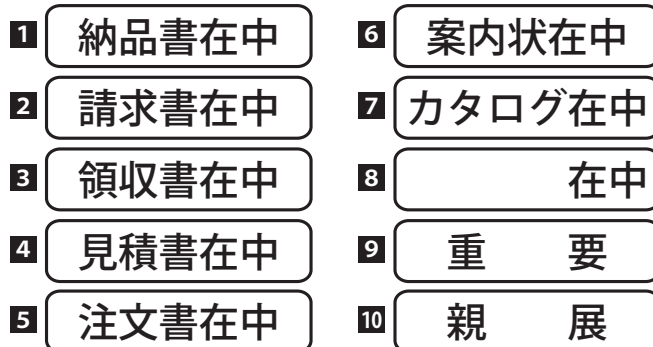 1 納品書在中
2 請求書在中
3 領収書在中
4 見積書在中
5 注文書在中
6 案内状在中
7 カタログ在中
8 在中
9 重 要
10 親 展